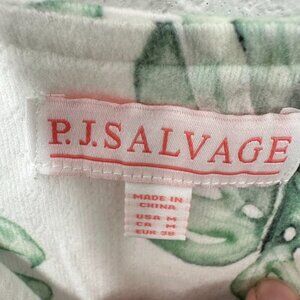 P.J.SALVAGE
MADE IN
CHINA
USA M
CA M
EUR 38